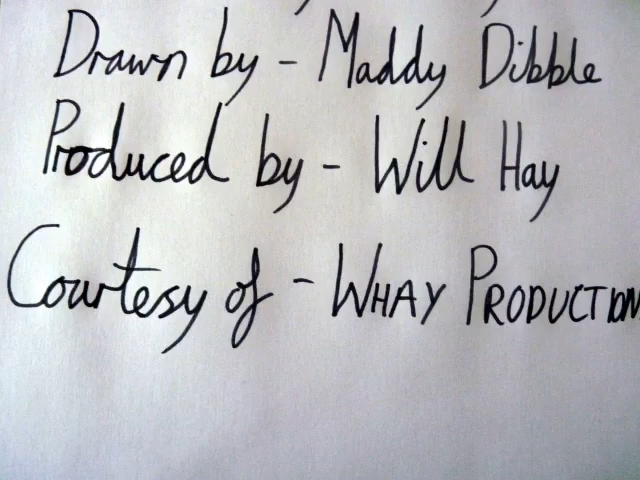 Drawn by - Maddy Dibble
Produced by - Will Hay
Courtesy of - WHAY PRODUCTION